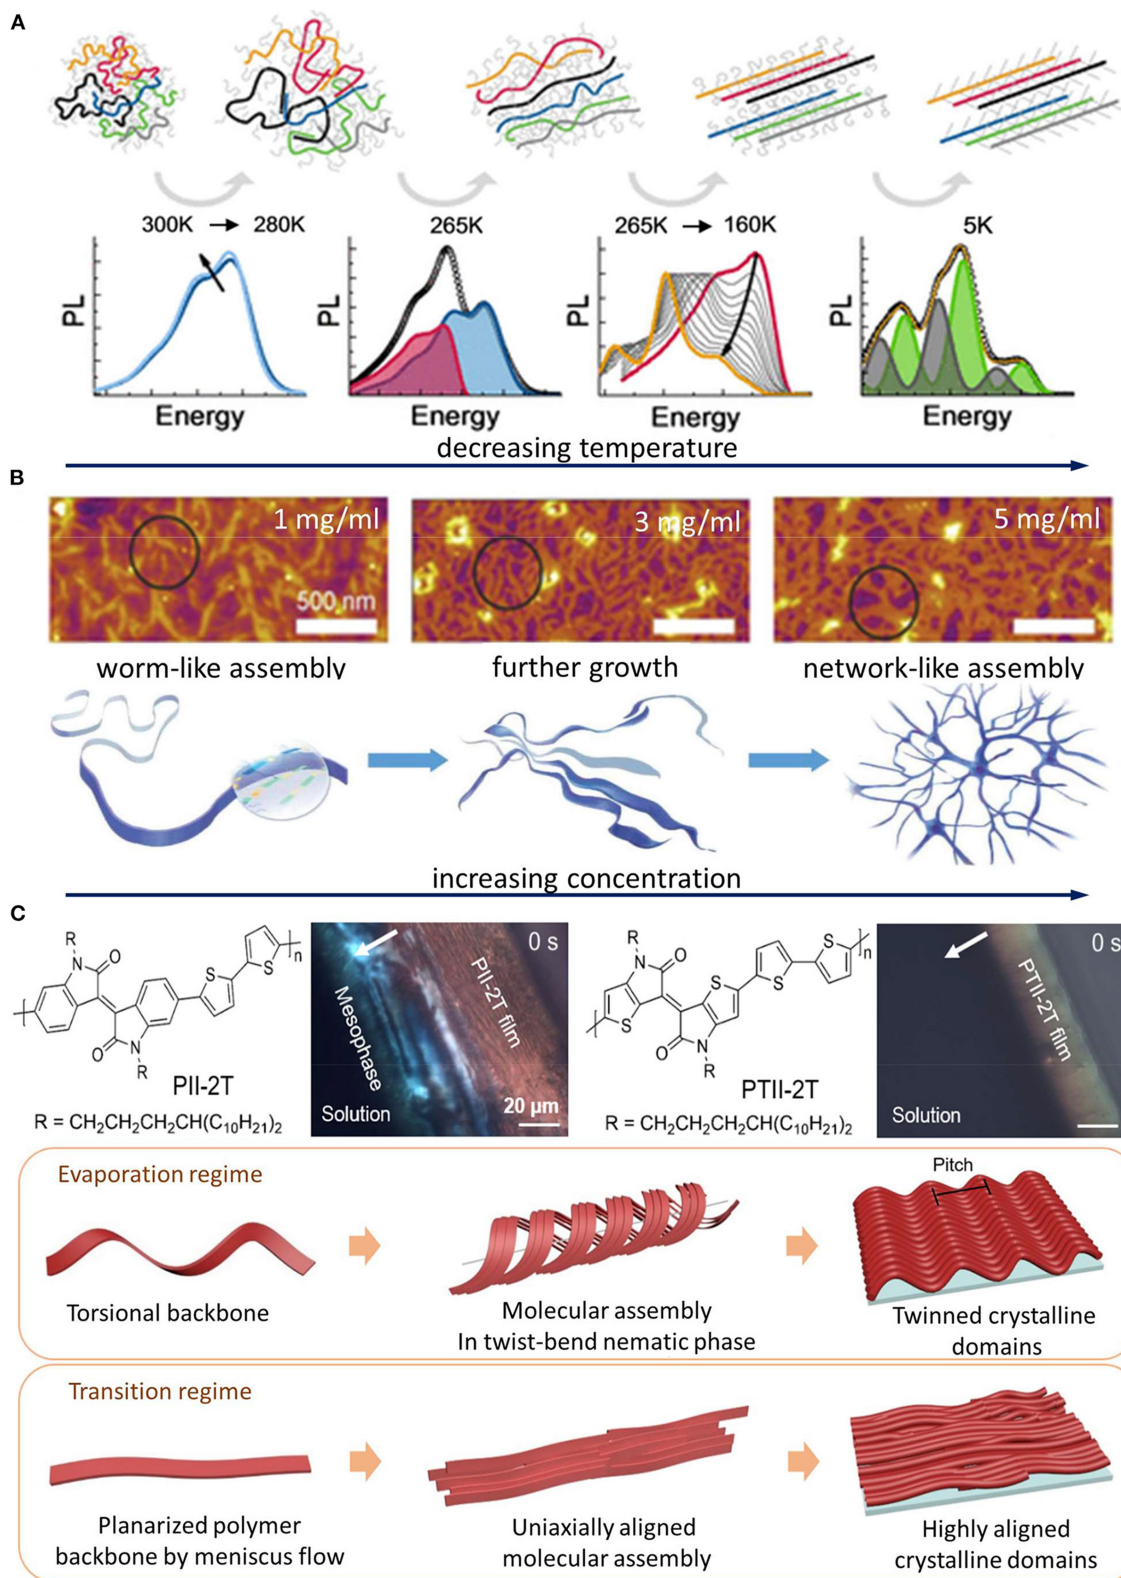 A
300K → 280K
265K
265K → 160K
5K
PL
PL
PL
PL
Energy
Energy
Energy
Energy
decreasing temperature
B
1 mg/ml
3 mg/ml
5 mg/ml
500 nm
worm-like assembly
further growth
network-like assembly
increasing concentration
C
R
N
O
S
S
n
O
N
R
PII-2T
R = CH₂CH₂CH₂CH(C₁₀H₂₁)₂
0 s
PII-2T film
Mesophase
Solution
20 µm
R
N
O
S
S
S
n
S
O
N
R
PTII-2T
R = CH₂CH₂CH₂CH(C₁₀H₂₁)₂
0 s
PTII-2T film
Solution
Evaporation regime
Pitch
Torsional backbone
Molecular assembly
In twist-bend nematic phase
Twinned crystalline
domains
Transition regime
Planarized polymer
backbone by meniscus flow
Uniaxially aligned
molecular assembly
Highly aligned
crystalline domains